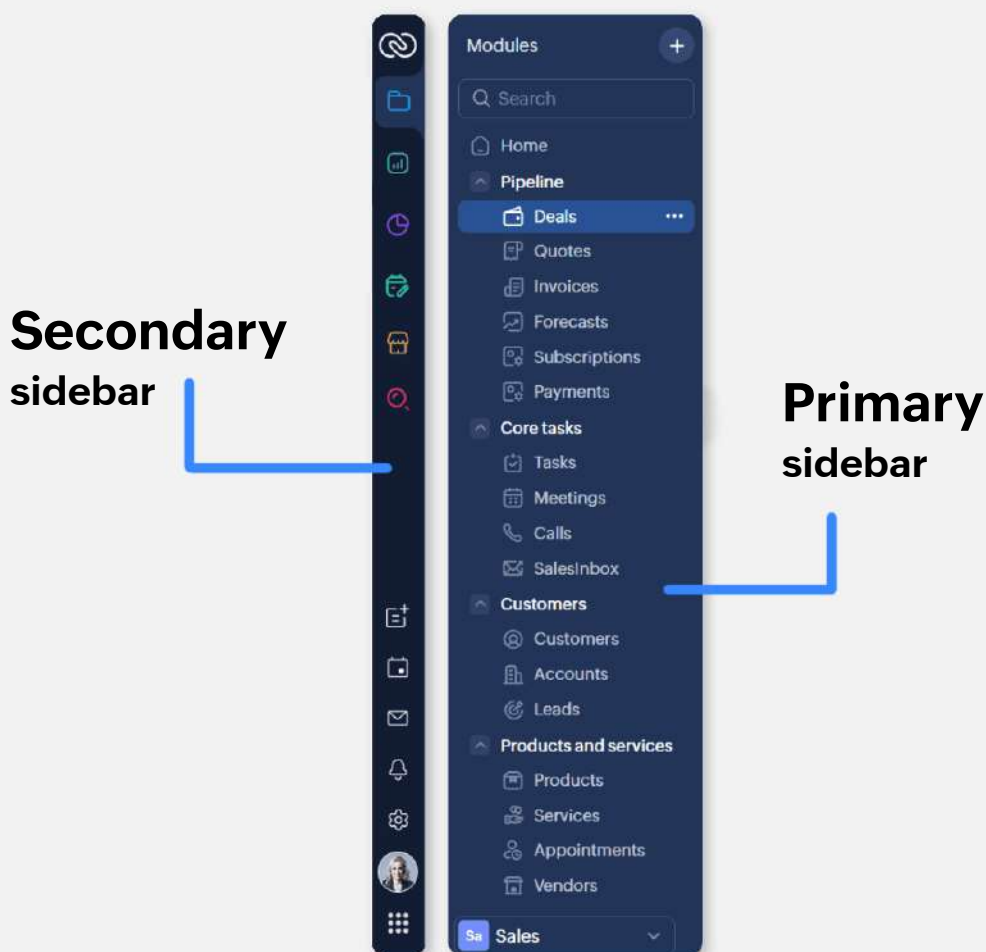 Secondary
sidebar
Modules
Search
Home
Pipeline
Deals
Quotes
Invoices
Forecasts
Subscriptions
Payments
Core tasks
Tasks
Meetings
Calls
SalesInbox
Customers
Customers
Accounts
Leads
Products and services
Products
Services
Appointments
Vendors
Sa Sales
Primary
sidebar